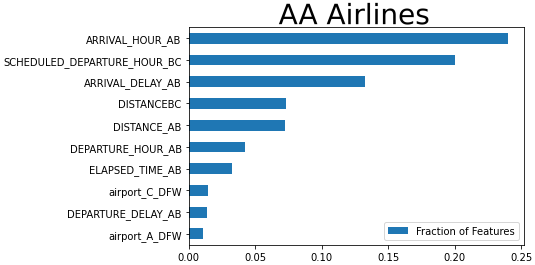 AA Airlines
ARRIVAL_HOUR_AB
SCHEDULED_DEPARTURE_HOUR_BC
ARRIVAL_DELAY_AB
DISTANCEBC
DISTANCE_AB
DEPARTURE_HOUR_AB
ELAPSED_TIME_AB
airport_C_DFW
DEPARTURE_DELAY_AB
airport_A_DFW
Fraction of Features
0.00 0.05 0.10 0.15 0.20 0.25